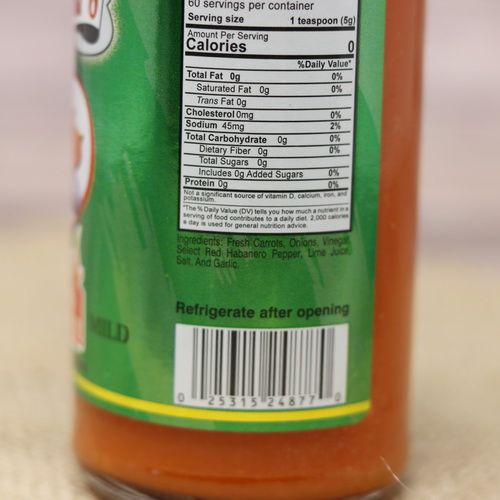 60 servings per container
Serving size 1 teaspoon (5g)
Amount Per Serving
Calories 0
%Daily Value*
Total Fat 0g 0%
Saturated Fat 0g 0%
Trans Fat 0g
Cholesterol 0mg 0%
Sodium 45mg 2%
Total Carbohydrate 0g 0%
Dietary Fiber 0g 0%
Total Sugars 0g
Includes 0g Added Sugars 0%
Protein 0g 0%
Not a significant source of vitamin D, calcium, iron, and
potassium.
*The % Daily Value (DV) tells you how much a nutrient in a
serving of food contributes to a daily diet. 2,000 calories
a day is used for general nutrition advice.
Ingredients: Fresh Carrots, Onions, Vinegar,
Select Red Habanero Pepper, Lime Juice,
Salt, And Garlic.
Refrigerate after opening
MILD
0 25315 24877 0